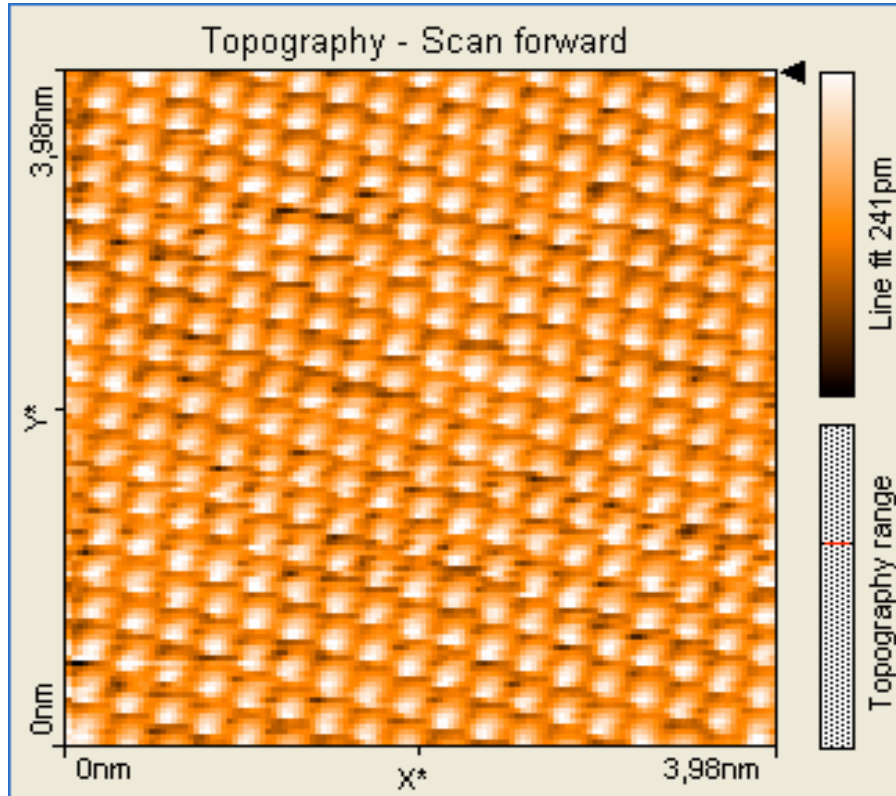 Topography - Scan forward
3,98nm
Y*
0nm
0nm
X*
3,98nm
Line fit 241pm
Topography range